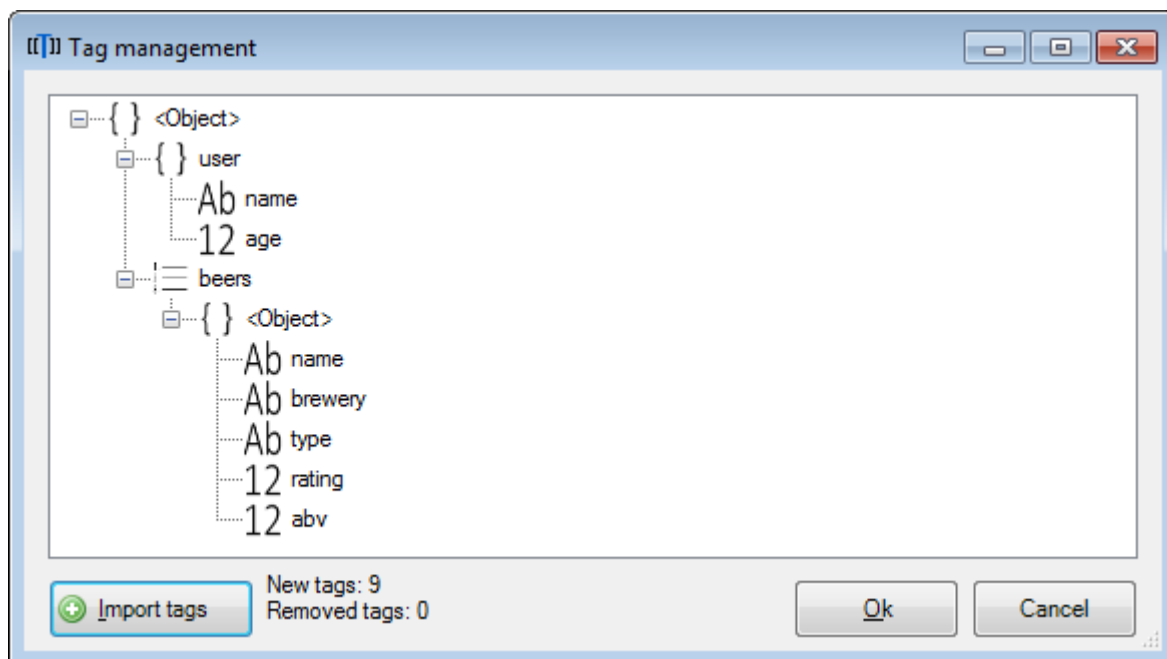 [[T]] Tag management
{ } <Object>
{ } user
Ab name
12 age
beers
{ } <Object>
Ab name
Ab brewery
Ab type
12 rating
12 abv
Import tags
New tags: 9
Removed tags: 0
Ok
Cancel